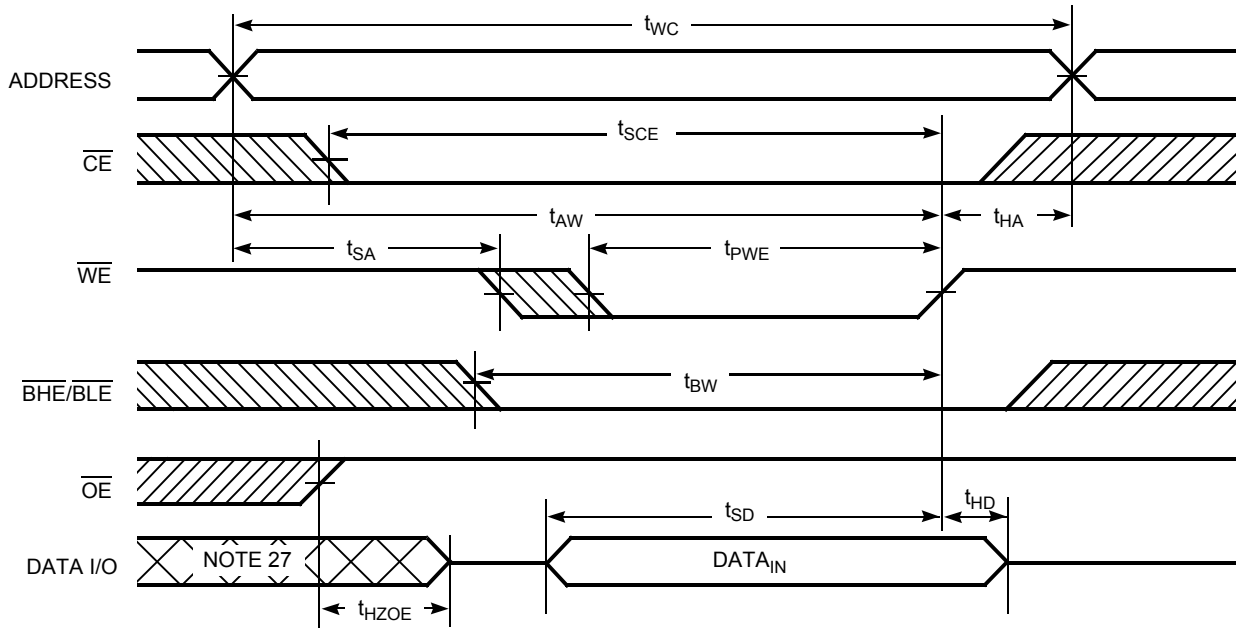 tWC
ADDRESS
tSCE
CE
tAW
tHA
tSA
tPWE
WE
tBW
BHE/BLE
OE
tSD
tHD
DATA I/O
NOTE 27
DATAIN
tHZOE